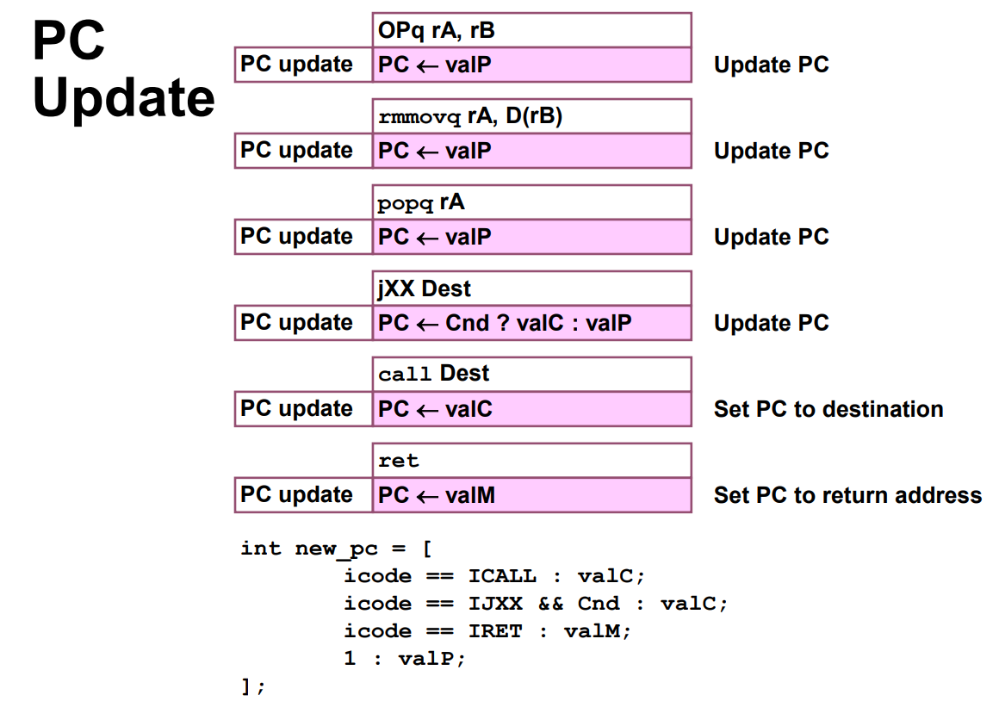 PC
Update
OPq rA, rB
PC update PC ← valP Update PC
rmmovq rA, D(rB)
PC update PC ← valP Update PC
popq rA
PC update PC ← valP Update PC
jXX Dest
PC update PC ← Cnd ? valC : valP Update PC
call Dest
PC update PC ← valC Set PC to destination
ret
PC update PC ← valM Set PC to return address
int new_pc = [
icode == ICALL : valC;
icode == IJXX && Cnd : valC;
icode == IRET : valM;
1 : valP;
];